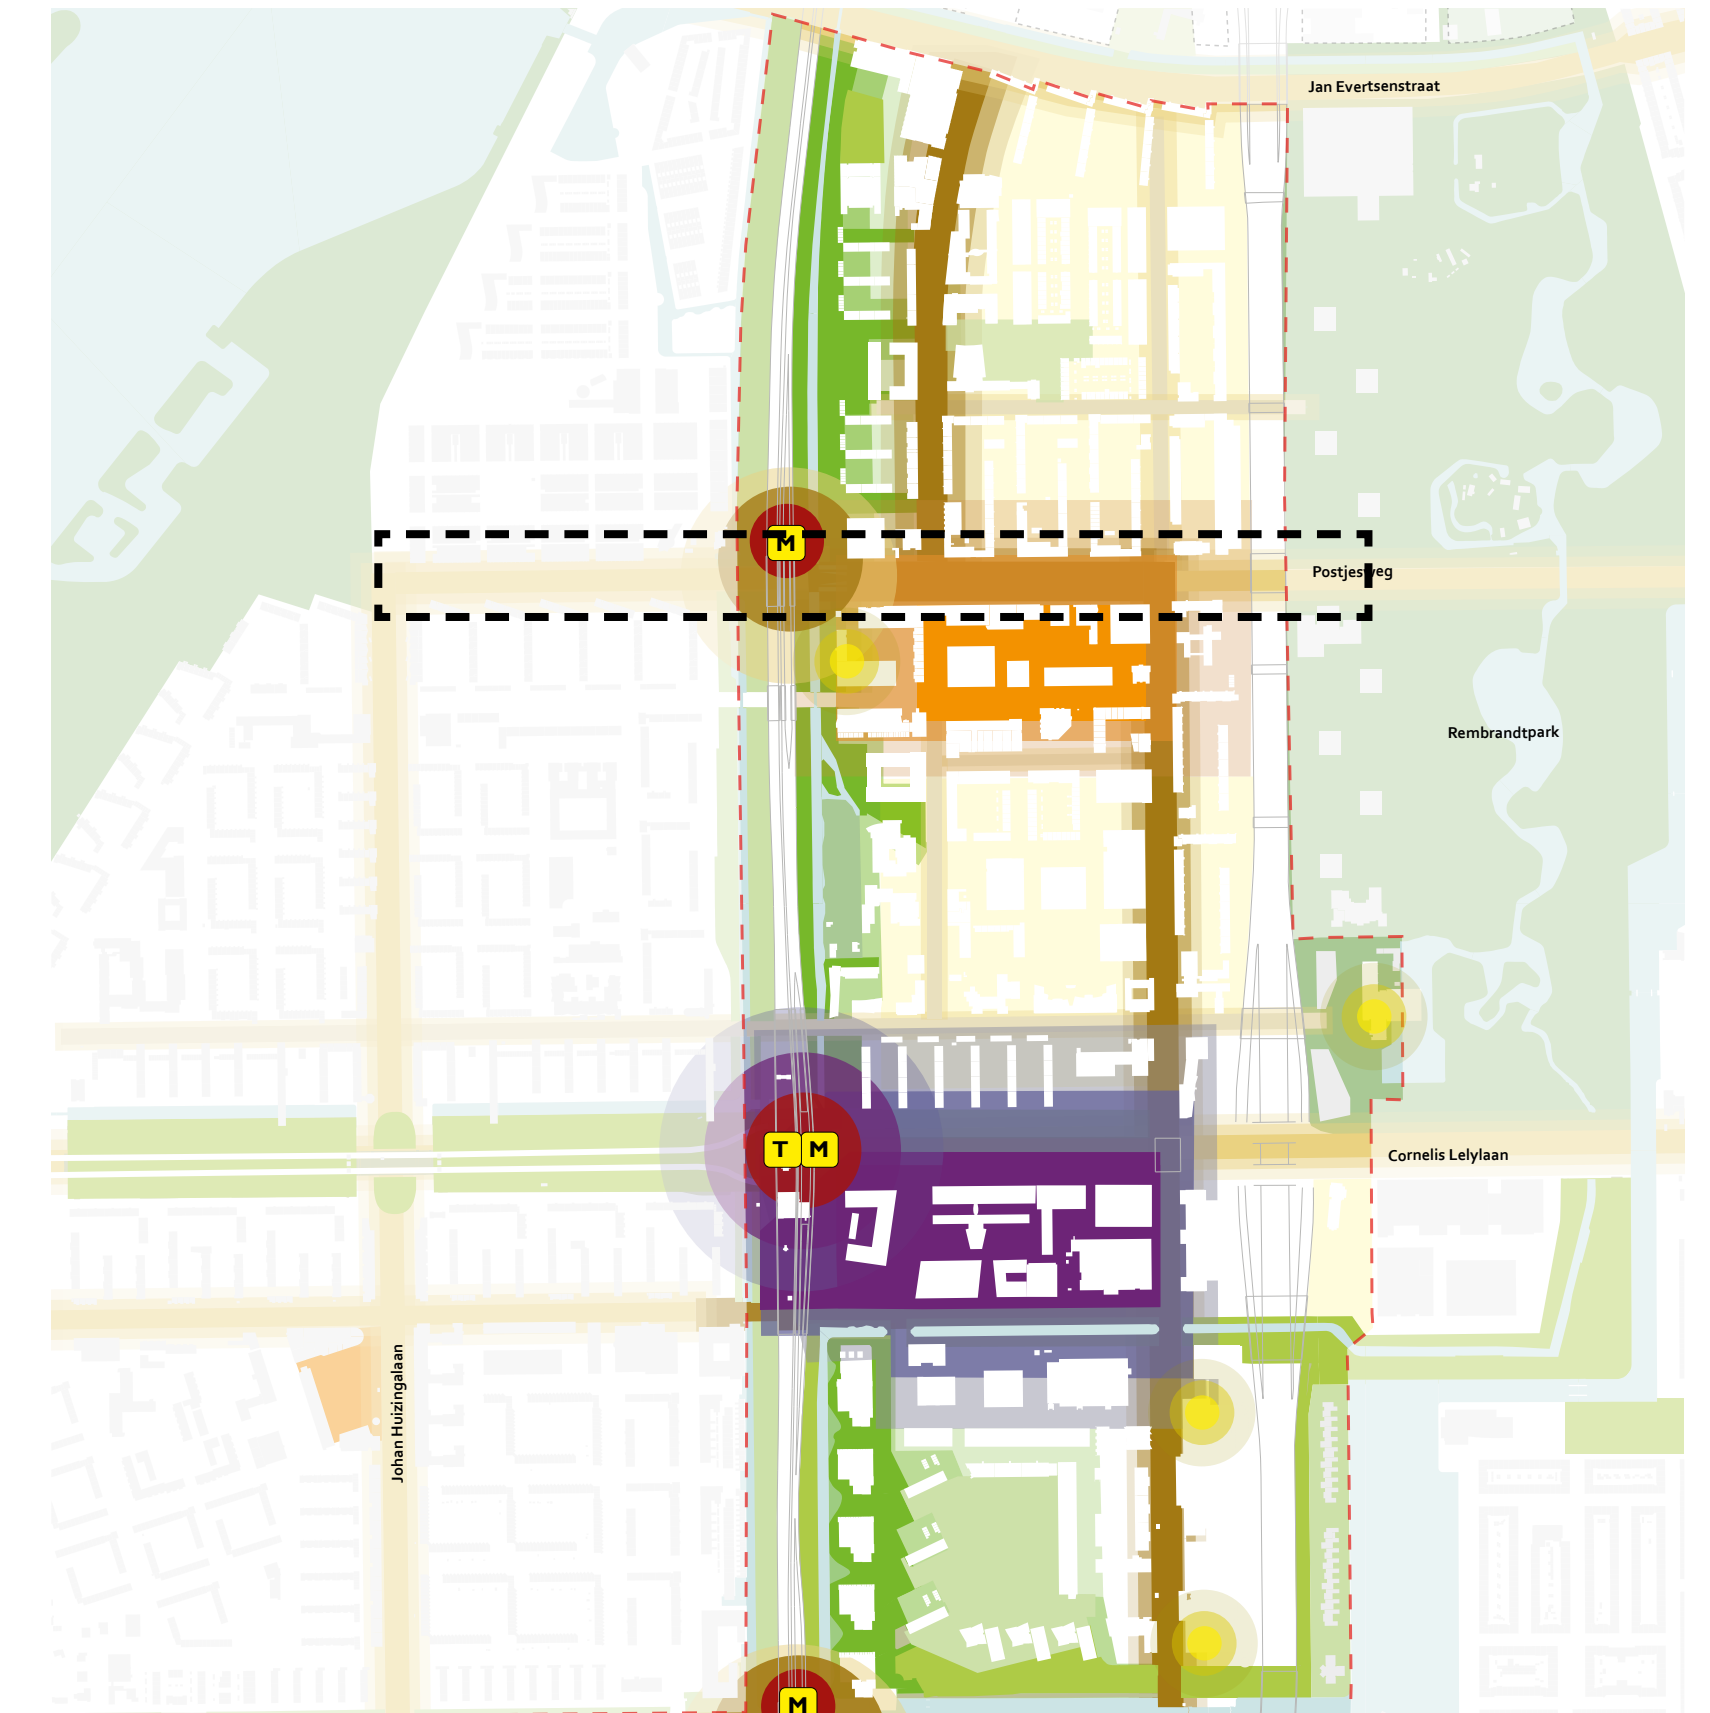 Jan Evertsenstraat
M
Postjesweg
Rembrandtpark
T M
Cornelis Lelylaan
Johan Huizingalaan
M